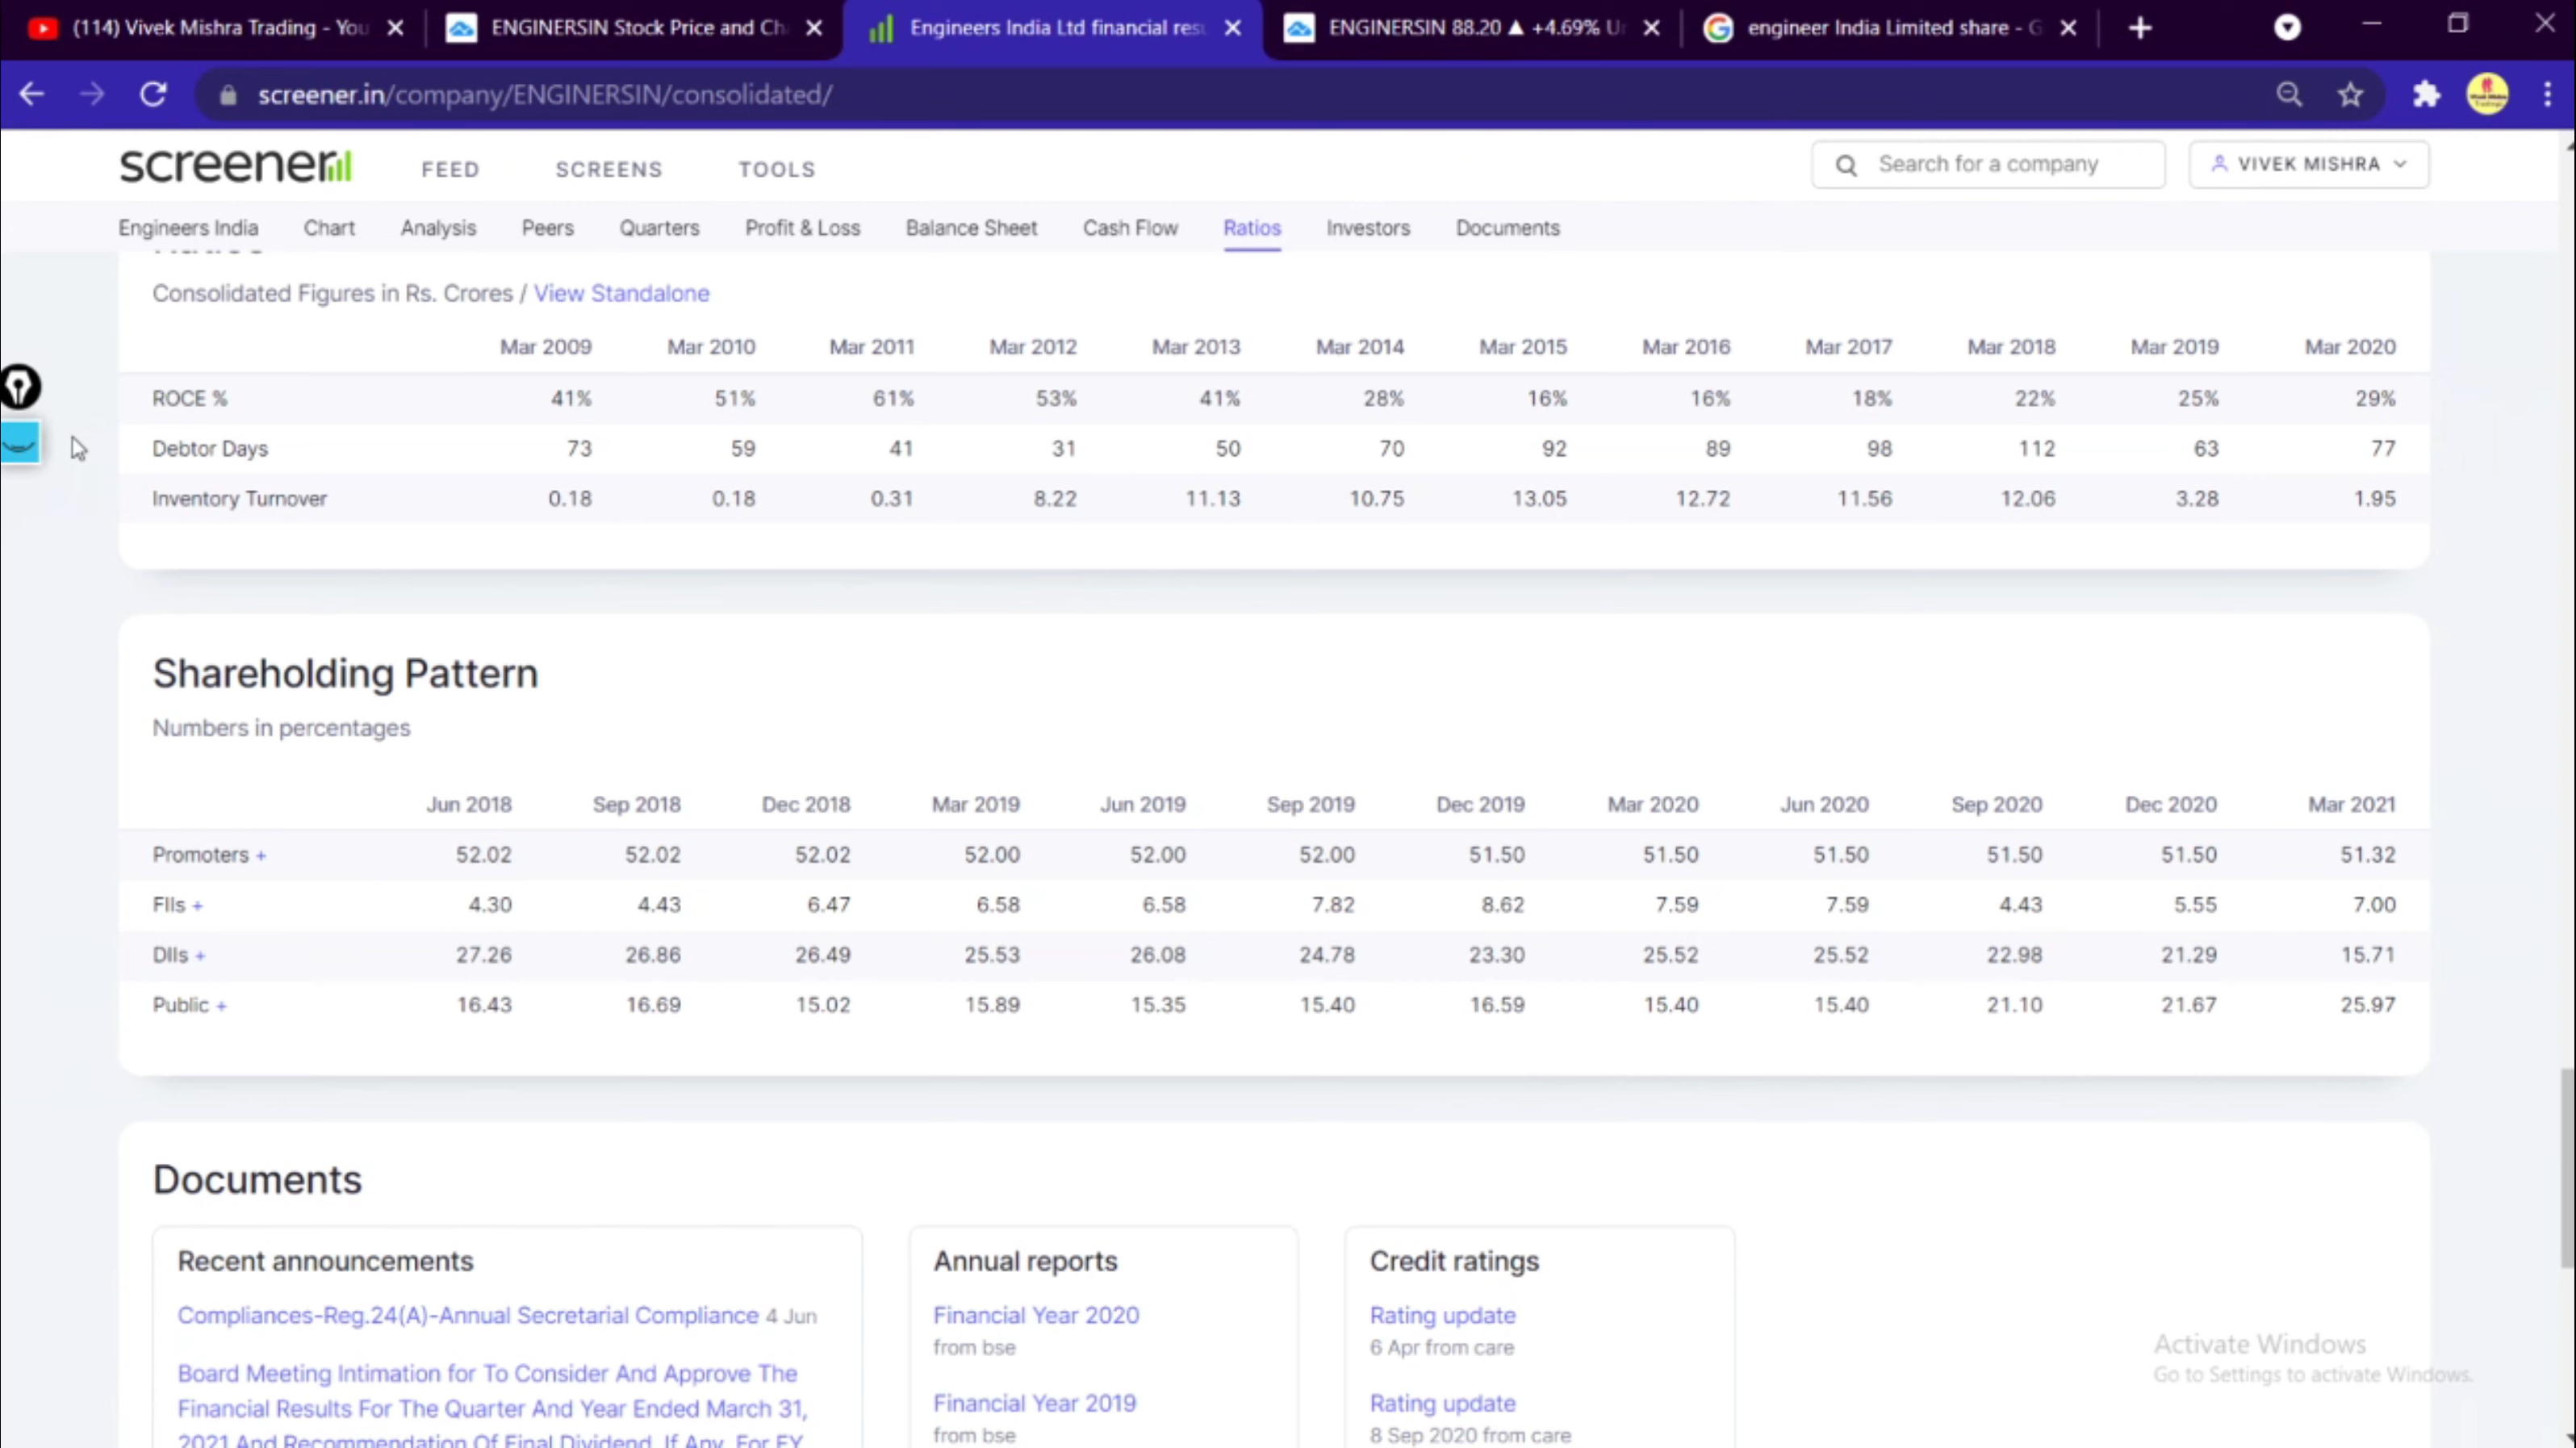 (114) Vivek Mishra Trading - You
ENGINERSIN Stock Price and Ch
Engineers India Ltd financial resu
ENGINERSIN 88.20 ▲ +4.69% Un
engineer India Limited share - G
screener.in/company/ENGINERSIN/consolidated/
screener
FEED SCREENS TOOLS
Search for a company
VIVEK MISHRA
Engineers India Chart Analysis Peers Quarters Profit & Loss Balance Sheet Cash Flow Ratios Investors Documents
Consolidated Figures in Rs. Crores / View Standalone
Mar 2009 Mar 2010 Mar 2011 Mar 2012 Mar 2013 Mar 2014 Mar 2015 Mar 2016 Mar 2017 Mar 2018 Mar 2019 Mar 2020
ROCE % 41% 51% 61% 53% 41% 28% 16% 16% 18% 22% 25% 29%
Debtor Days 73 59 41 31 50 70 92 89 98 112 63 77
Inventory Turnover 0.18 0.18 0.31 8.22 11.13 10.75 13.05 12.72 11.56 12.06 3.28 1.95
Shareholding Pattern
Numbers in percentages
Jun 2018 Sep 2018 Dec 2018 Mar 2019 Jun 2019 Sep 2019 Dec 2019 Mar 2020 Jun 2020 Sep 2020 Dec 2020 Mar 2021
Promoters + 52.02 52.02 52.02 52.00 52.00 52.00 51.50 51.50 51.50 51.50 51.50 51.32
FIIs + 4.30 4.43 6.47 6.58 6.58 7.82 8.62 7.59 7.59 4.43 5.55 7.00
DIIs + 27.26 26.86 26.49 25.53 26.08 24.78 23.30 25.52 25.52 22.98 21.29 15.71
Public + 16.43 16.69 15.02 15.89 15.35 15.40 16.59 15.40 15.40 21.10 21.67 25.97
Documents
Recent announcements
Compliances-Reg.24(A)-Annual Secretarial Compliance 4 Jun
Board Meeting Intimation for To Consider And Approve The
Financial Results For The Quarter And Year Ended March 31,
2021 And Recommendation Of Final Dividend, If Any, For FY
Annual reports
Financial Year 2020
from bse
Financial Year 2019
from bse
Credit ratings
Rating update
6 Apr from care
Rating update
8 Sep 2020 from care
Activate Windows
Go to Settings to activate Windows.